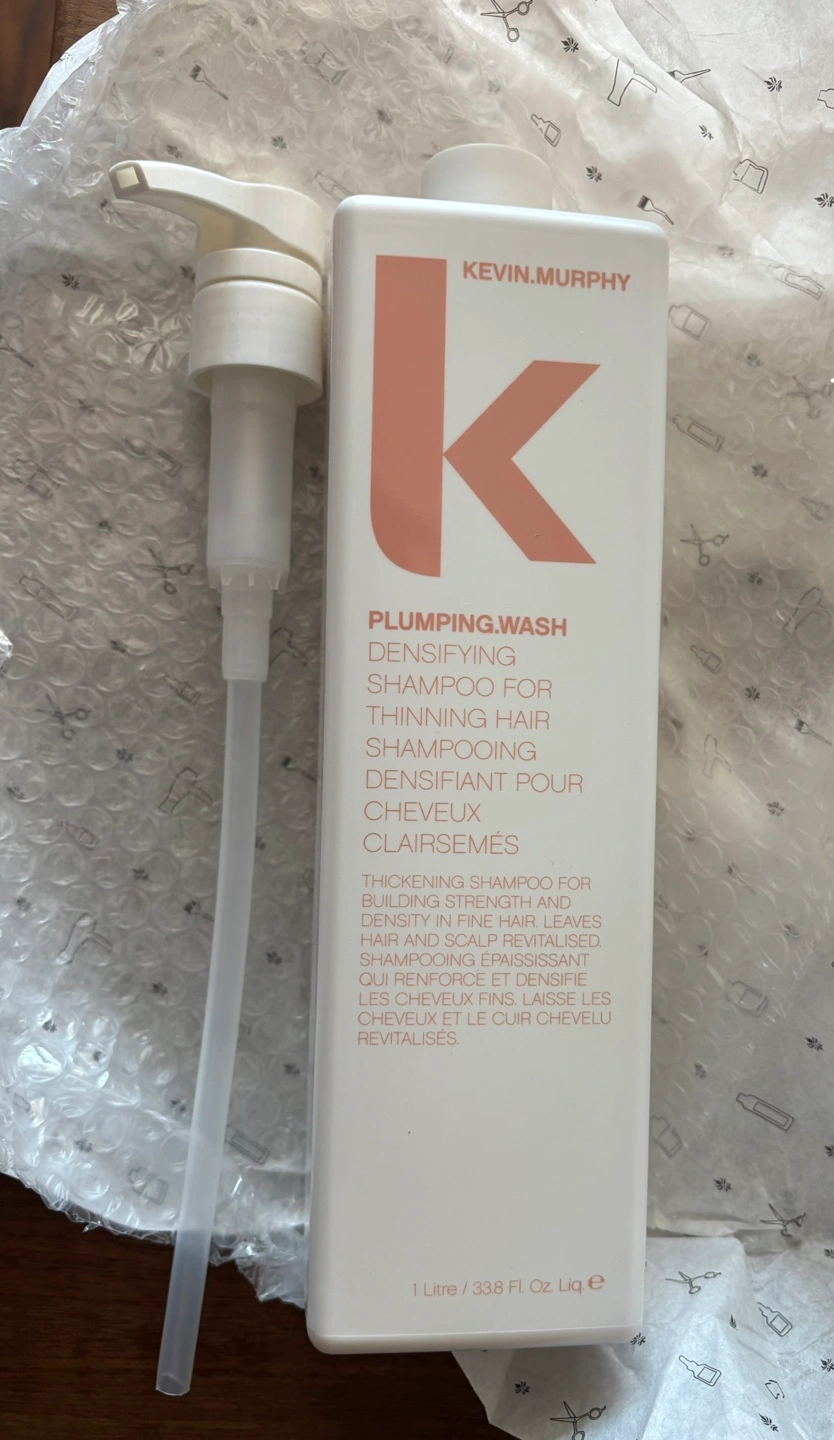 KEVIN.MURPHY
PLUMPING.WASH
DENSIFYING
SHAMPOO FOR
THINNING HAIR
SHAMPOOING
DENSIFIANT POUR
CHEVEUX
CLAIRSEMÉS
THICKENING SHAMPOO FOR
BUILDING STRENGTH AND
DENSITY IN FINE HAIR. LEAVES
HAIR AND SCALP REVITALISED.
SHAMPOOING ÉPAISSISSANT
QUI RENFORCE ET DENSIFIE
LES CHEVEUX FINS. LAISSE LES
CHEVEUX ET LE CUIR CHEVELU
REVITALISÉS.
1 Litre / 33.8 Fl. Oz. Liq. ℮